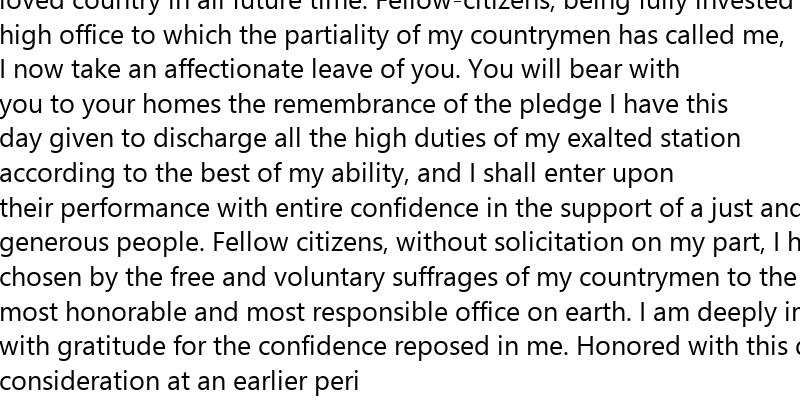 loved country in all future time. Fellow-citizens, being fully invested
high office to which the partiality of my countrymen has called me,
I now take an affectionate leave of you. You will bear with
you to your homes the remembrance of the pledge I have this
day given to discharge all the high duties of my exalted station
according to the best of my ability, and I shall enter upon
their performance with entire confidence in the support of a just and
generous people. Fellow citizens, without solicitation on my part, I
chosen by the free and voluntary suffrages of my countrymen to the
most honorable and most responsible office on earth. I am deeply
with gratitude for the confidence reposed in me. Honored with this
consideration at an earlier peri